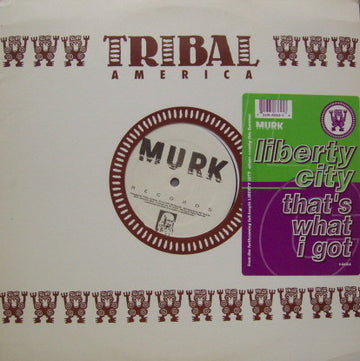 TRIBAL
AMERICA
MURK
RECORDS
MURK
liberty
city
that's
what
i got